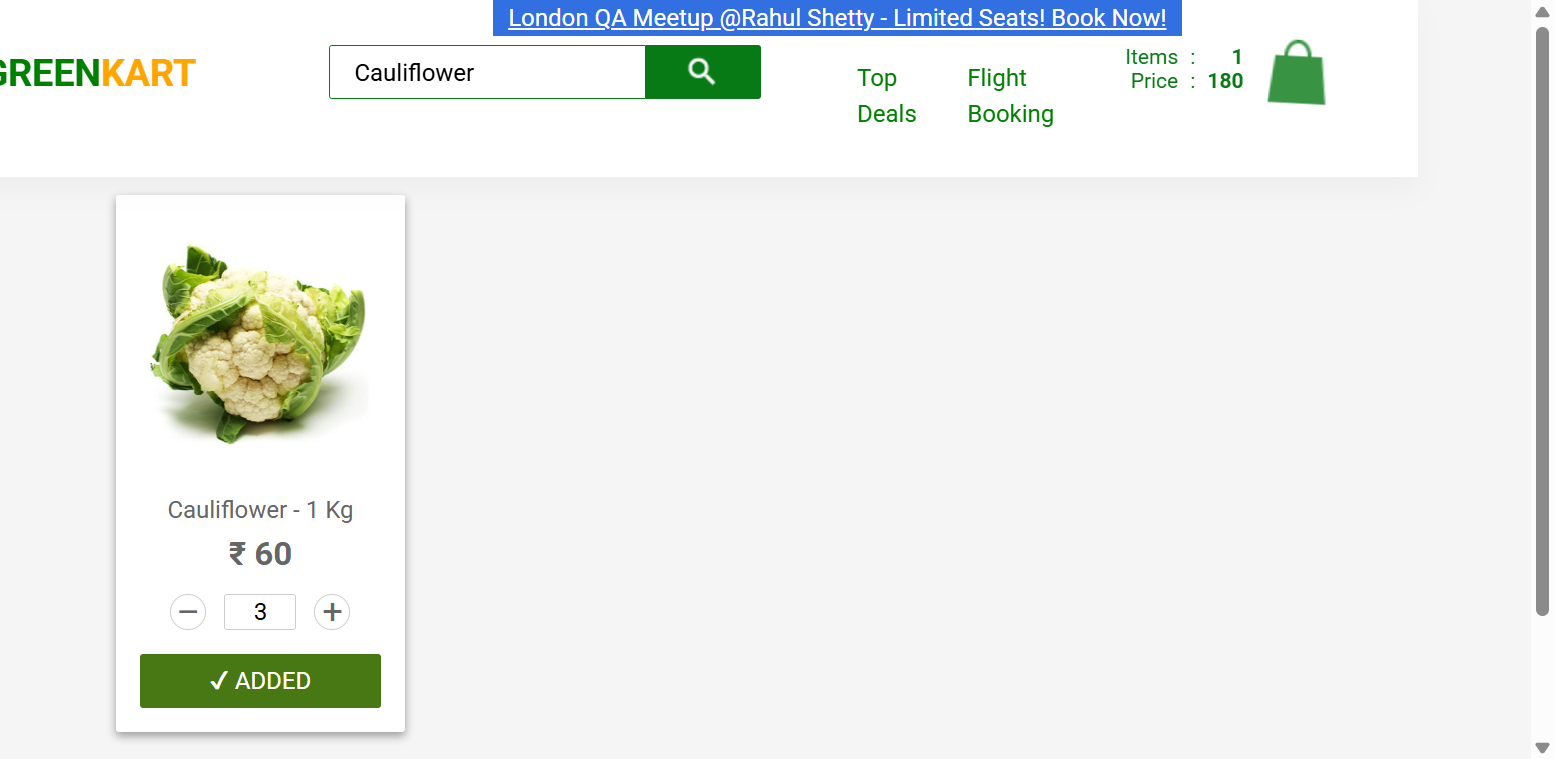 London QA Meetup @Rahul Shetty - Limited Seats! Book Now!
GREENKART
Cauliflower
Top Deals
Flight Booking
Items : 1
Price : 180
Cauliflower - 1 Kg
₹ 60
3
✓ ADDED